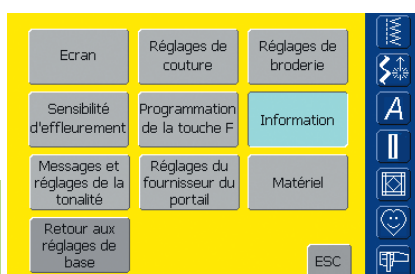 Ecran
Réglages de
couture
Réglages de
broderie
Sensibilité
d'effleurement
Programmation
de la touche F
Information
Messages et
réglages de la
tonalité
Réglages du
fournisseur du
portail
Matériel
Retour aux
réglages de
base
ESC
A